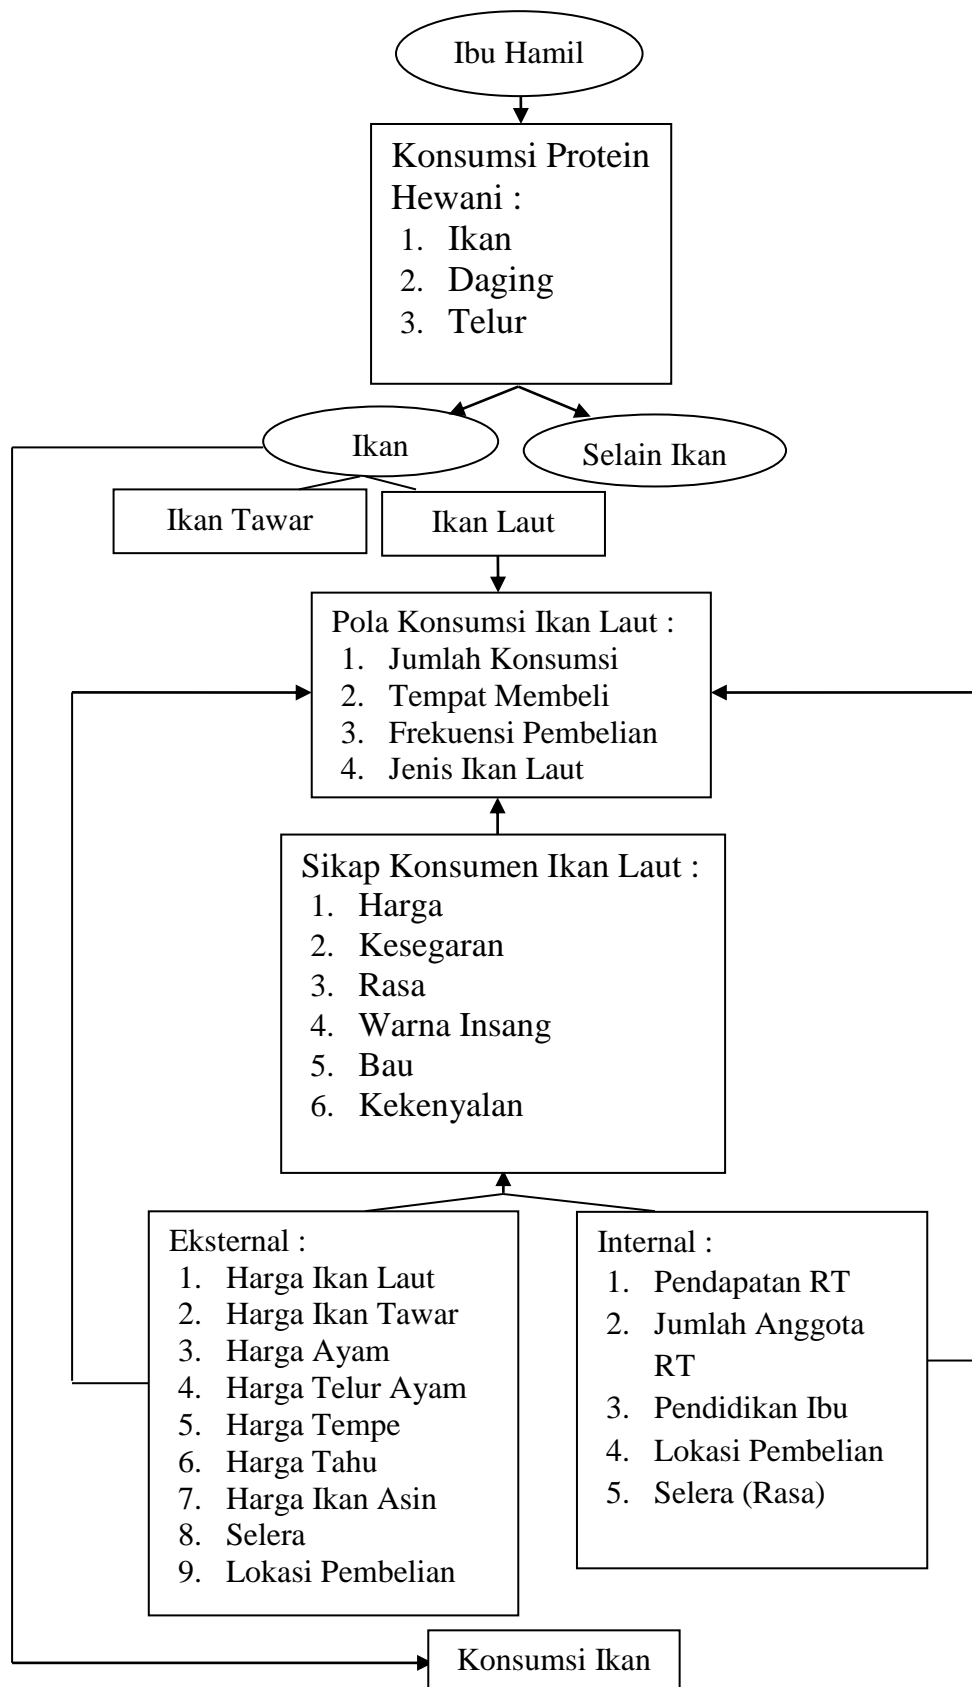 Ibu Hamil
Konsumsi Protein
Hewani :
1. Ikan
2. Daging
3. Telur
Ikan
Selain Ikan
Ikan Tawar
Ikan Laut
Pola Konsumsi Ikan Laut :
1. Jumlah Konsumsi
2. Tempat Membeli
3. Frekuensi Pembelian
4. Jenis Ikan Laut
Sikap Konsumen Ikan Laut :
1. Harga
2. Kesegaran
3. Rasa
4. Warna Insang
5. Bau
6. Kekenyalan
Eksternal :
1. Harga Ikan Laut
2. Harga Ikan Tawar
3. Harga Ayam
4. Harga Telur Ayam
5. Harga Tempe
6. Harga Tahu
7. Harga Ikan Asin
8. Selera
9. Lokasi Pembelian
Internal :
1. Pendapatan RT
2. Jumlah Anggota
RT
3. Pendidikan Ibu
4. Lokasi Pembelian
5. Selera (Rasa)
Konsumsi Ikan